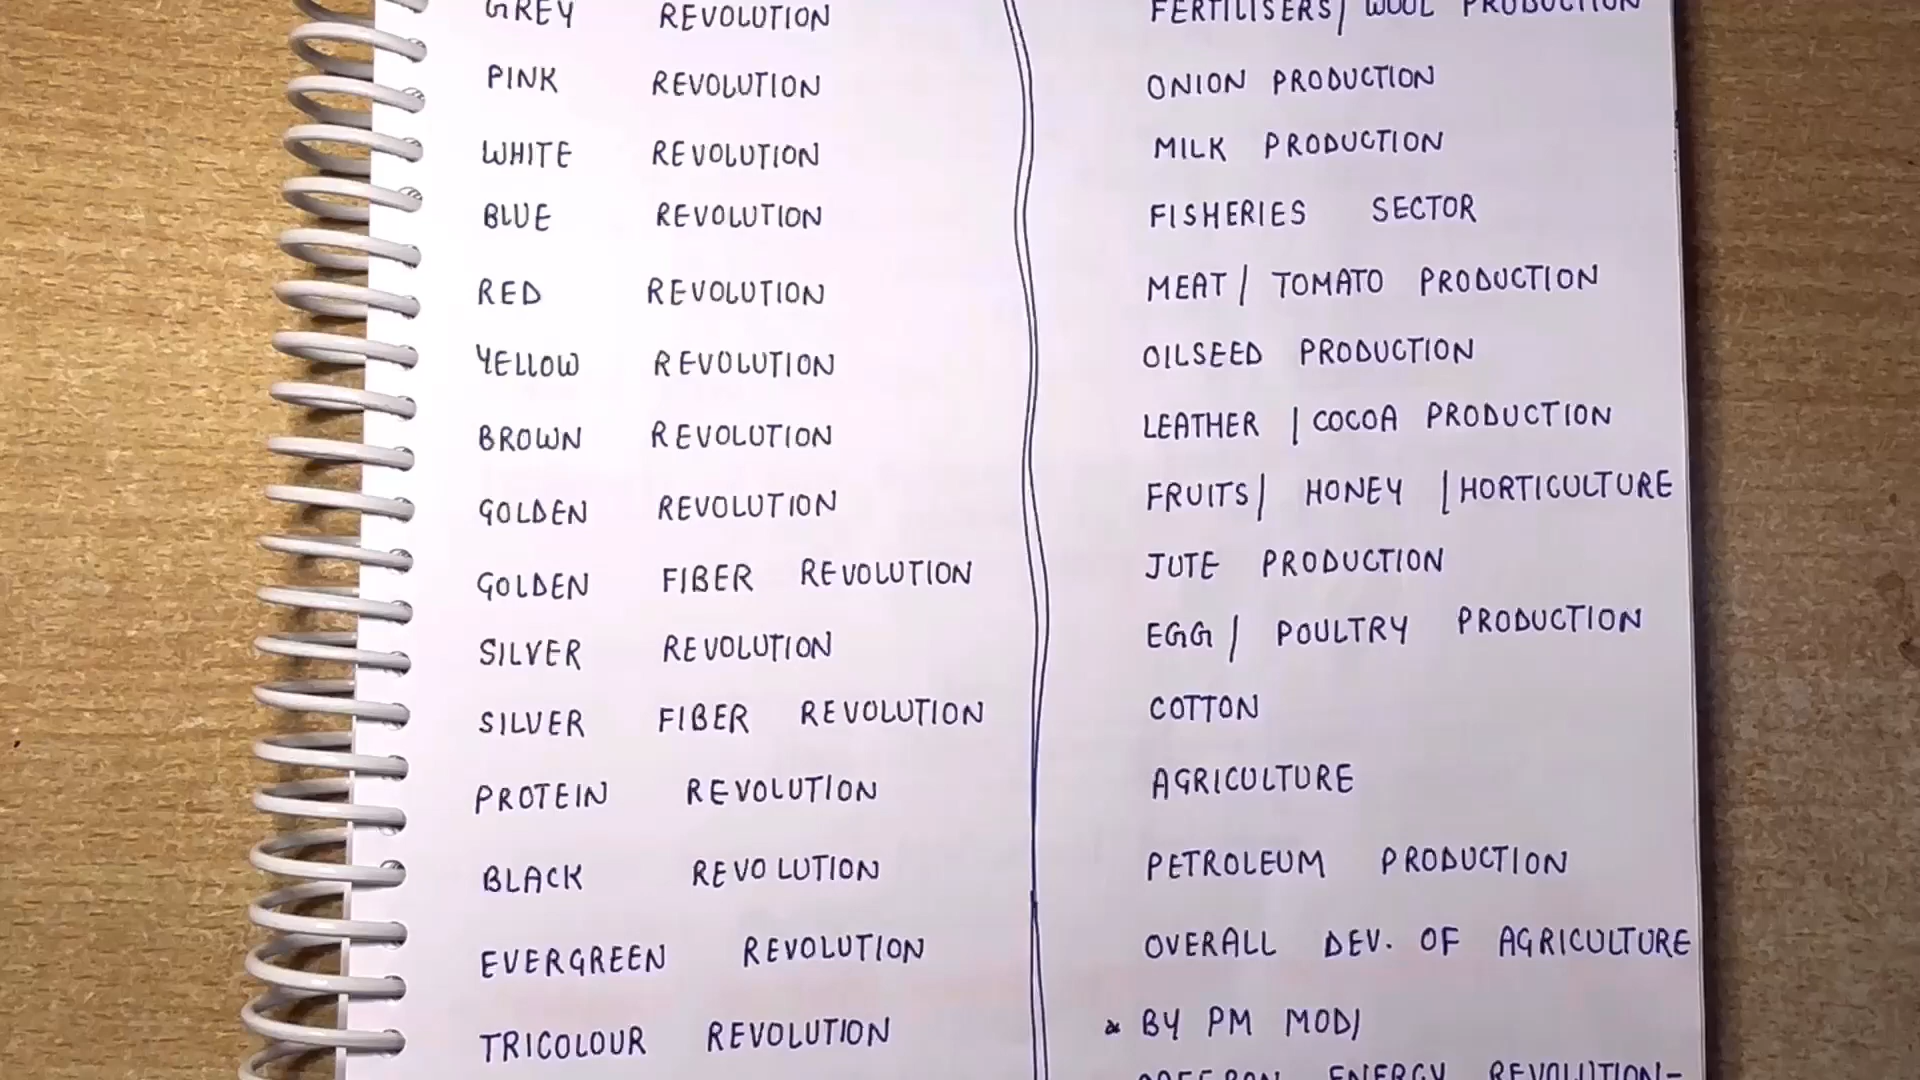 GREY REVOLUTION FERTILISERS/ WOOL PRODUCTION
PINK REVOLUTION ONION PRODUCTION
WHITE REVOLUTION MILK PRODUCTION
BLUE REVOLUTION FISHERIES SECTOR
RED REVOLUTION MEAT/ TOMATO PRODUCTION
YELLOW REVOLUTION OILSEED PRODUCTION
BROWN REVOLUTION LEATHER | COCOA PRODUCTION
GOLDEN REVOLUTION FRUITS/ HONEY | HORTICULTURE
GOLDEN FIBER REVOLUTION JUTE PRODUCTION
SILVER REVOLUTION EGG/ POULTRY PRODUCTION
SILVER FIBER REVOLUTION COTTON
PROTEIN REVOLUTION AGRICULTURE
BLACK REVOLUTION PETROLEUM PRODUCTION
EVERGREEN REVOLUTION OVERALL DEV. OF AGRICULTURE
TRICOLOUR REVOLUTION BY PM MODI
ENERGY REVOLUTION-